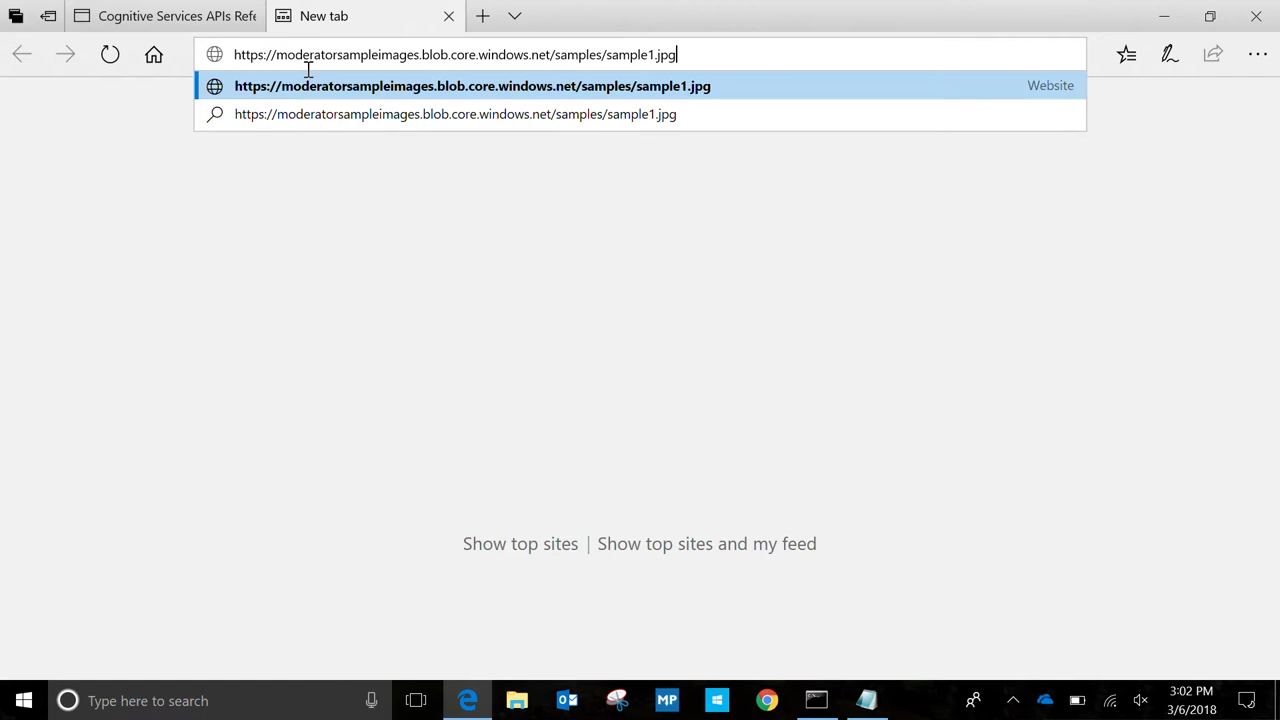 Cognitive Services APIs Refe
New tab
https://moderatorsampleimages.blob.core.windows.net/samples/sample1.jpg
https://moderatorsampleimages.blob.core.windows.net/samples/sample1.jpg Website
https://moderatorsampleimages.blob.core.windows.net/samples/sample1.jpg
Show top sites | Show top sites and my feed
Type here to search
MP
3:02 PM
3/6/2018